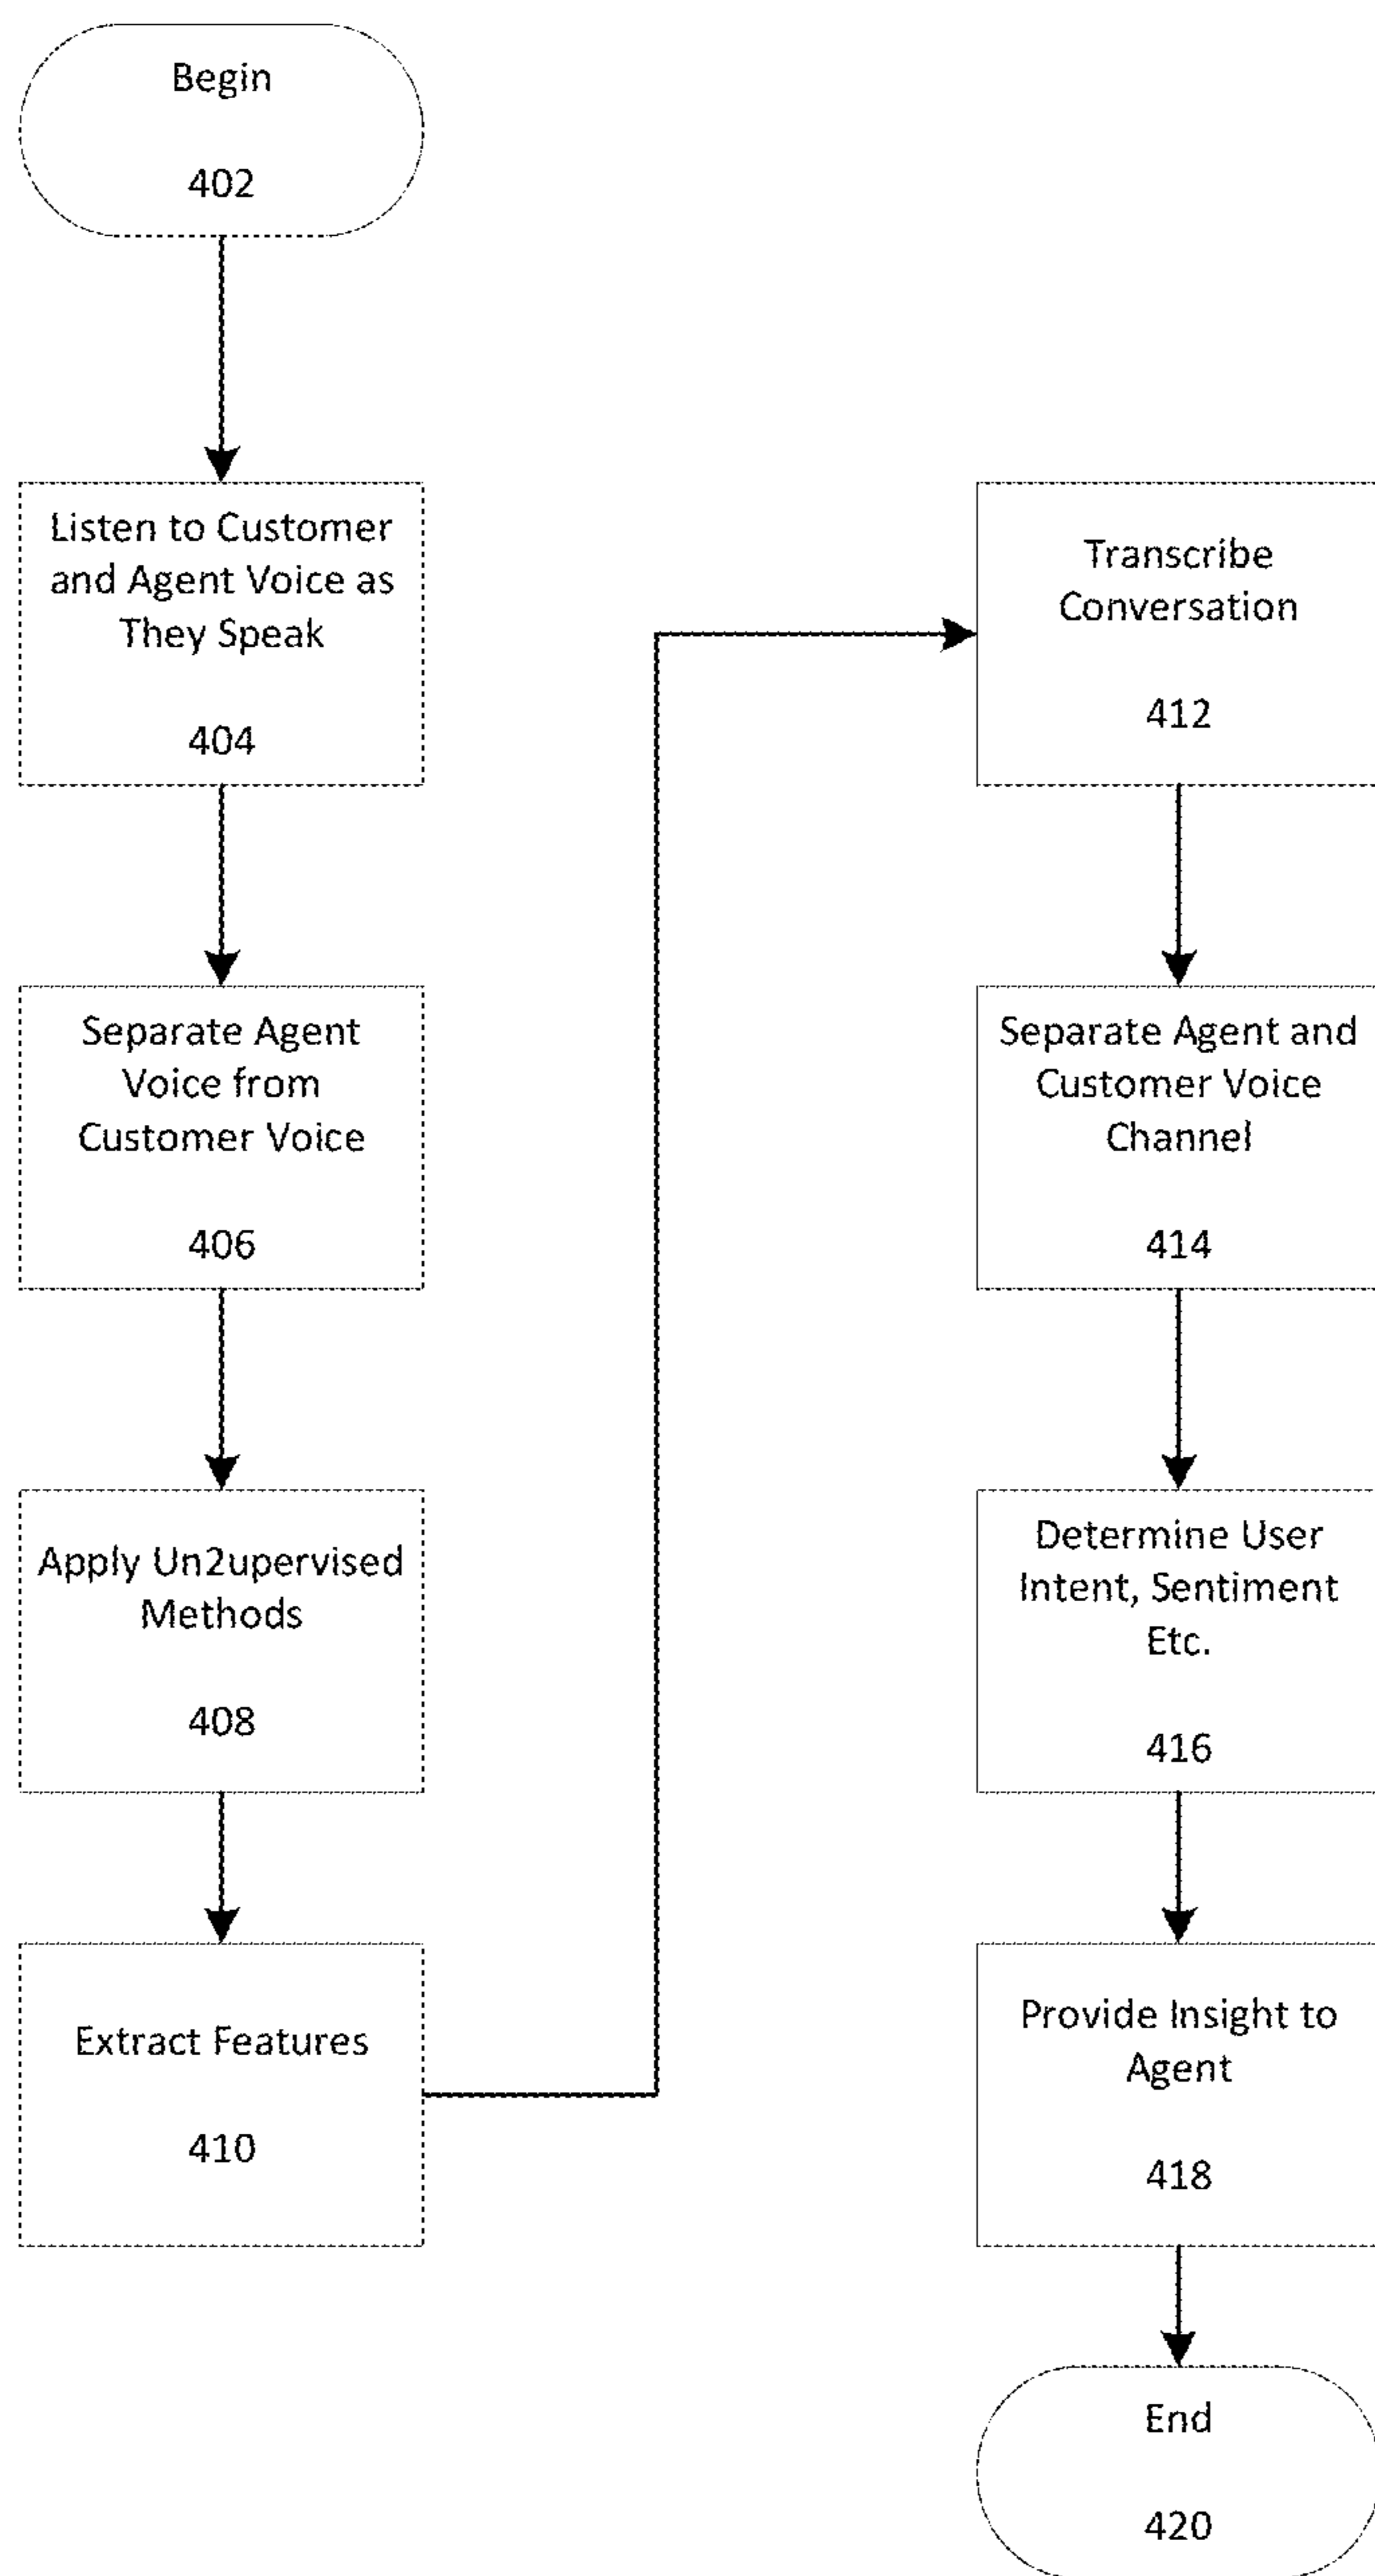 Begin
402
Listen to Customer
and Agent Voice as
They Speak
404
Separate Agent
Voice from
Customer Voice
406
Apply Un2upervised
Methods
408
Extract Features
410
Transcribe
Conversation
412
Separate Agent and
Customer Voice
Channel
414
Determine User
Intent, Sentiment
Etc.
416
Provide Insight to
Agent
418
End
420